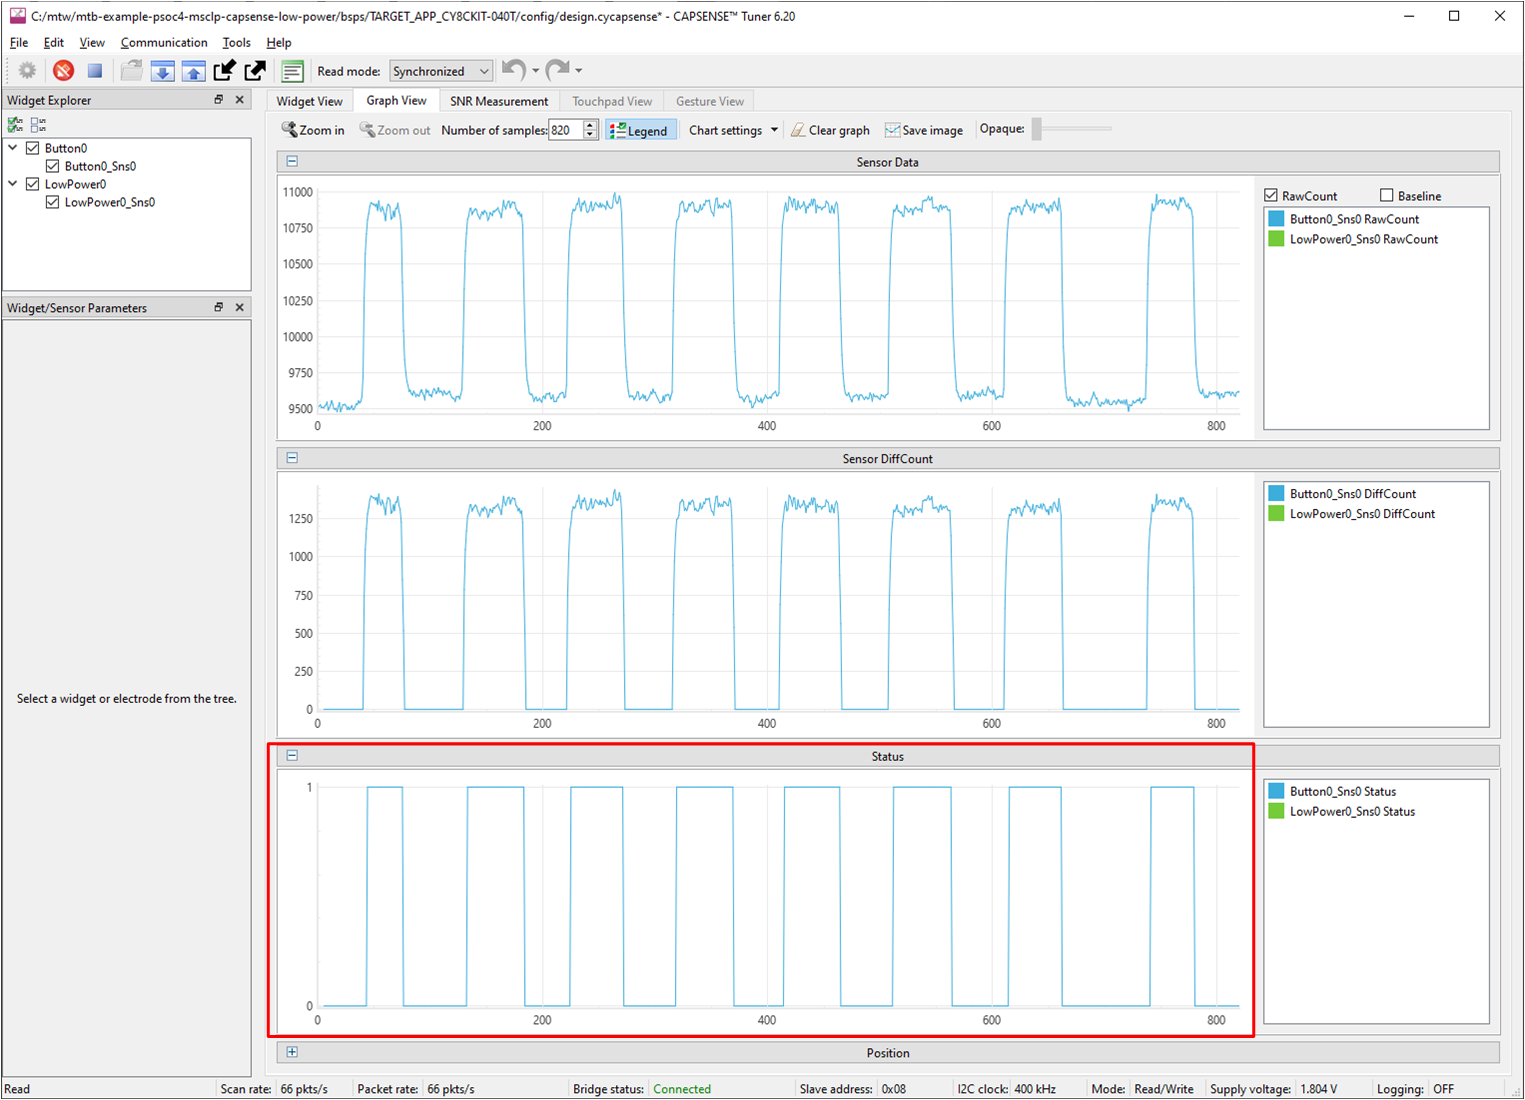 C:/mtw/mtb-example-psoc4-msclp-capsense-low-power/bsps/TARGET_APP_CY8CKIT-040T/config/design.cycapsense* - CAPSENSE™ Tuner 6.20
File Edit View Communication Tools Help
Read mode: Synchronized
Widget Explorer
Button0
Button0_Sns0
LowPower0
LowPower0_Sns0
Widget/Sensor Parameters
Select a widget or electrode from the tree.
Widget View Graph View SNR Measurement Touchpad View Gesture View
Zoom in Zoom out Number of samples: 820 Legend Chart settings Clear graph Save image Opaque:
Sensor Data
11000
10750
10500
10250
10000
9750
9500
0 200 400 600 800
RawCount Baseline
Button0_Sns0 RawCount
LowPower0_Sns0 RawCount
Sensor DiffCount
1250
1000
750
500
250
0
0 200 400 600 800
Button0_Sns0 DiffCount
LowPower0_Sns0 DiffCount
Status
1
0
0 200 400 600 800
Button0_Sns0 Status
LowPower0_Sns0 Status
Position
Read Scan rate: 66 pkts/s Packet rate: 66 pkts/s Bridge status: Connected Slave address: 0x08 I2C clock: 400 kHz Mode: Read/Write Supply voltage: 1.804 V Logging: OFF